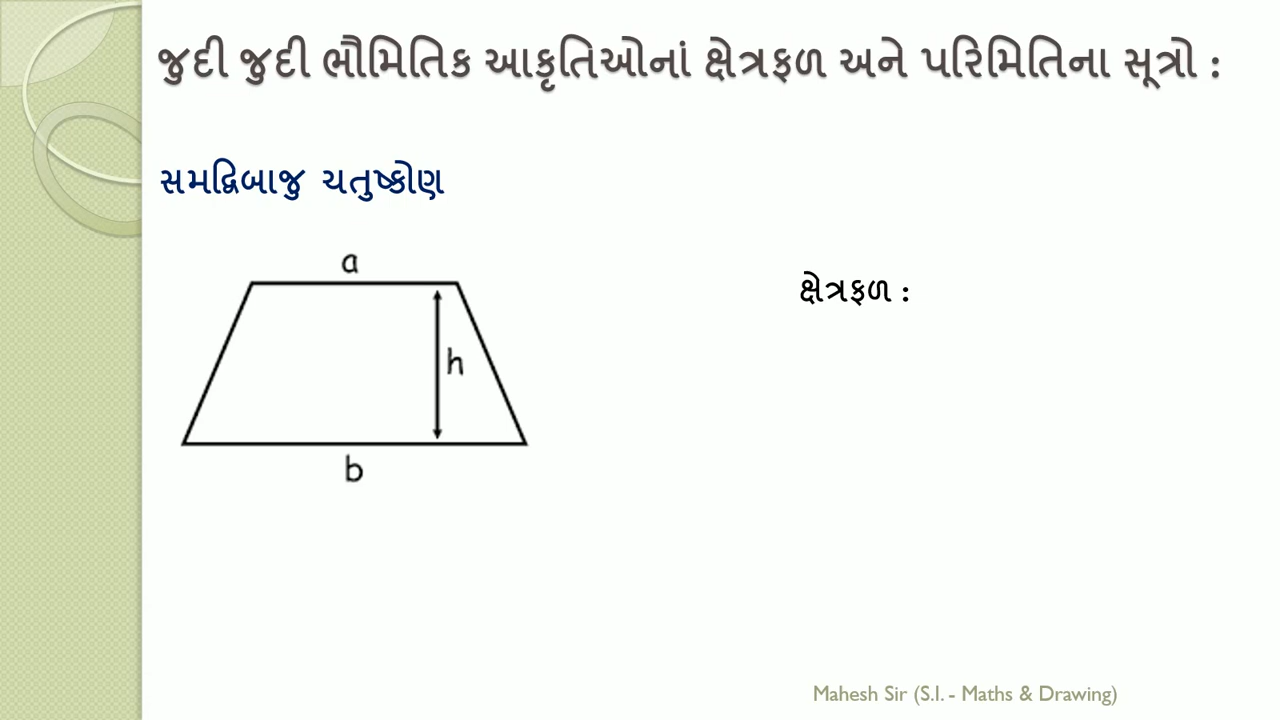 જુદી જુદી ભૌમિતિક આકૃતિઓનાં ક્ષેત્રફળ અને પરિમિતિના સૂત્રો :
સમદ્વિબાજુ ચતુષ્કોણ
a
ક્ષેત્રફળ :
h
b
Mahesh Sir (S.I. - Maths & Drawing)